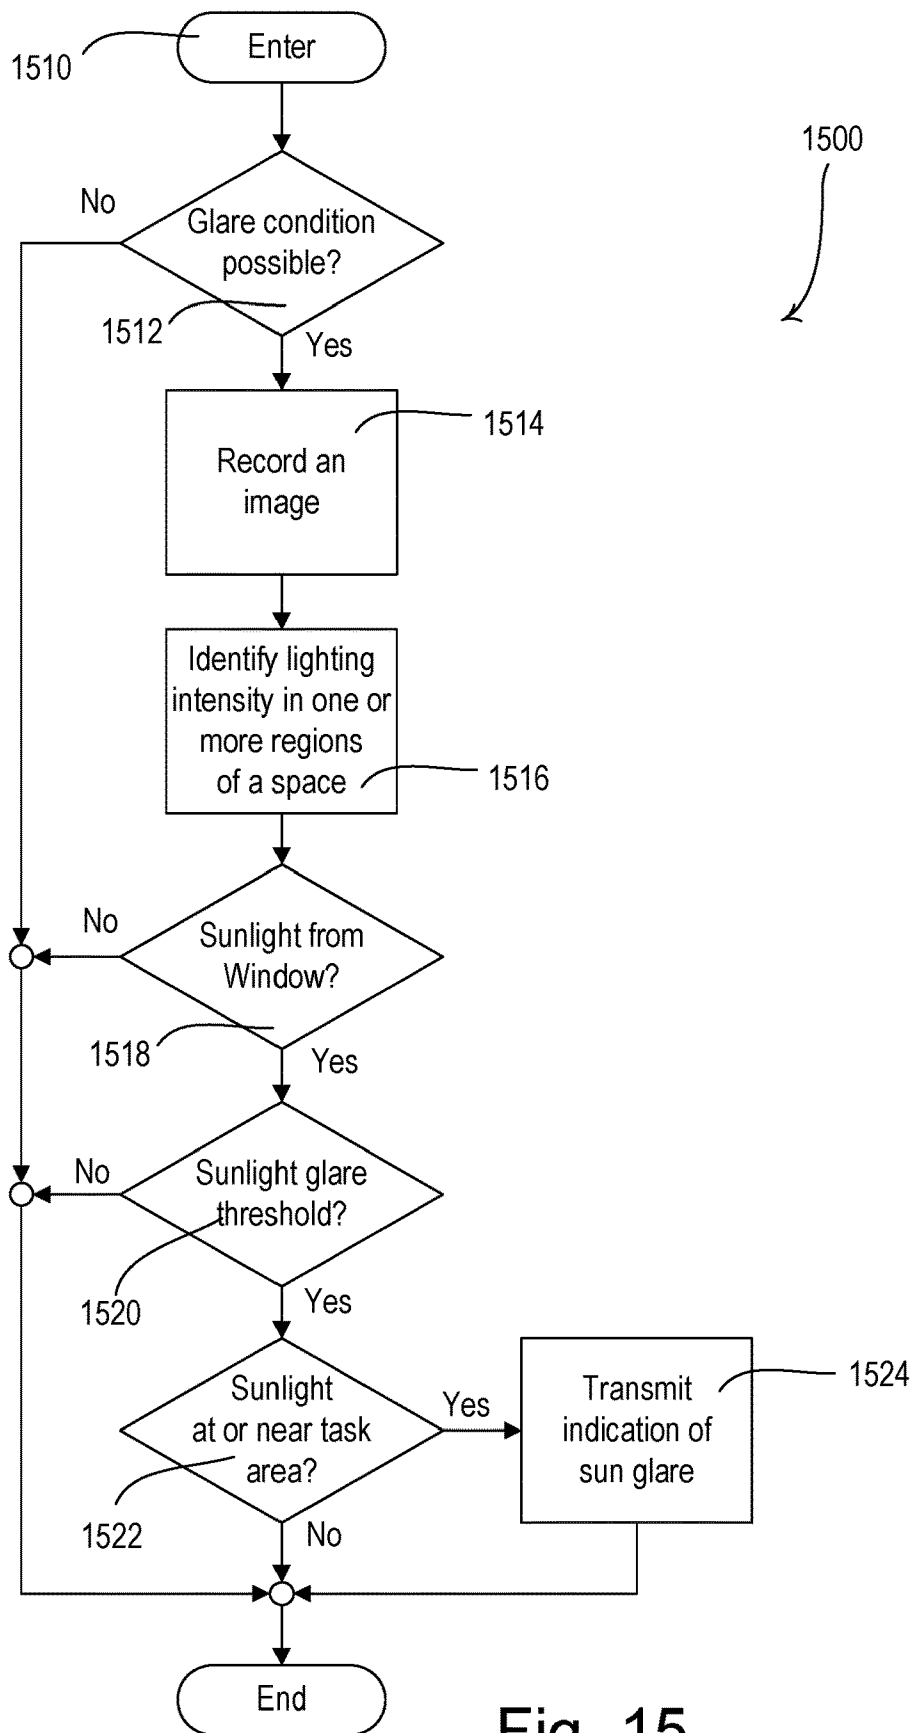 Enter
1510
1500
No
Glare condition
possible?
1512
Yes
1514
Record an
image
Identify lighting
intensity in one or
more regions
of a space
1516
No
Sunlight from
Window?
1518
Yes
No
Sunlight glare
threshold?
1520
Yes
Sunlight
at or near task
area?
Yes
1522
No
Transmit
indication of
sun glare
1524
End
Fig. 15